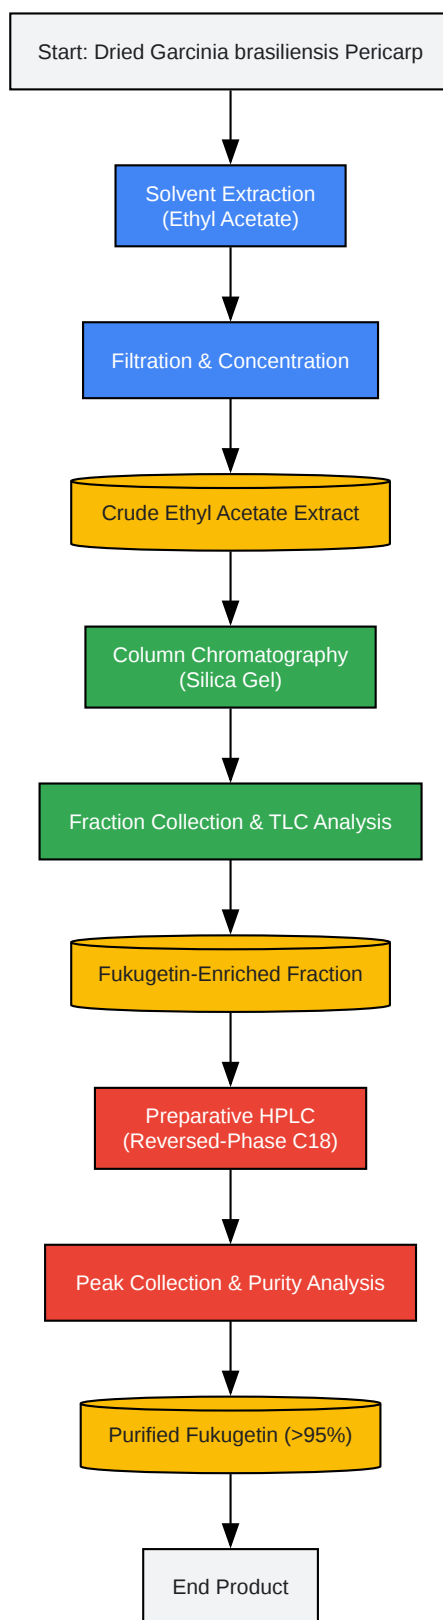 Start: Dried Garcinia brasiliensis Pericarp
Solvent Extraction
(Ethyl Acetate)
Filtration & Concentration
Crude Ethyl Acetate Extract
Column Chromatography
(Silica Gel)
Fraction Collection & TLC Analysis
Fukugetin-Enriched Fraction
Preparative HPLC
(Reversed-Phase C18)
Peak Collection & Purity Analysis
Purified Fukugetin (>95%)
End Product